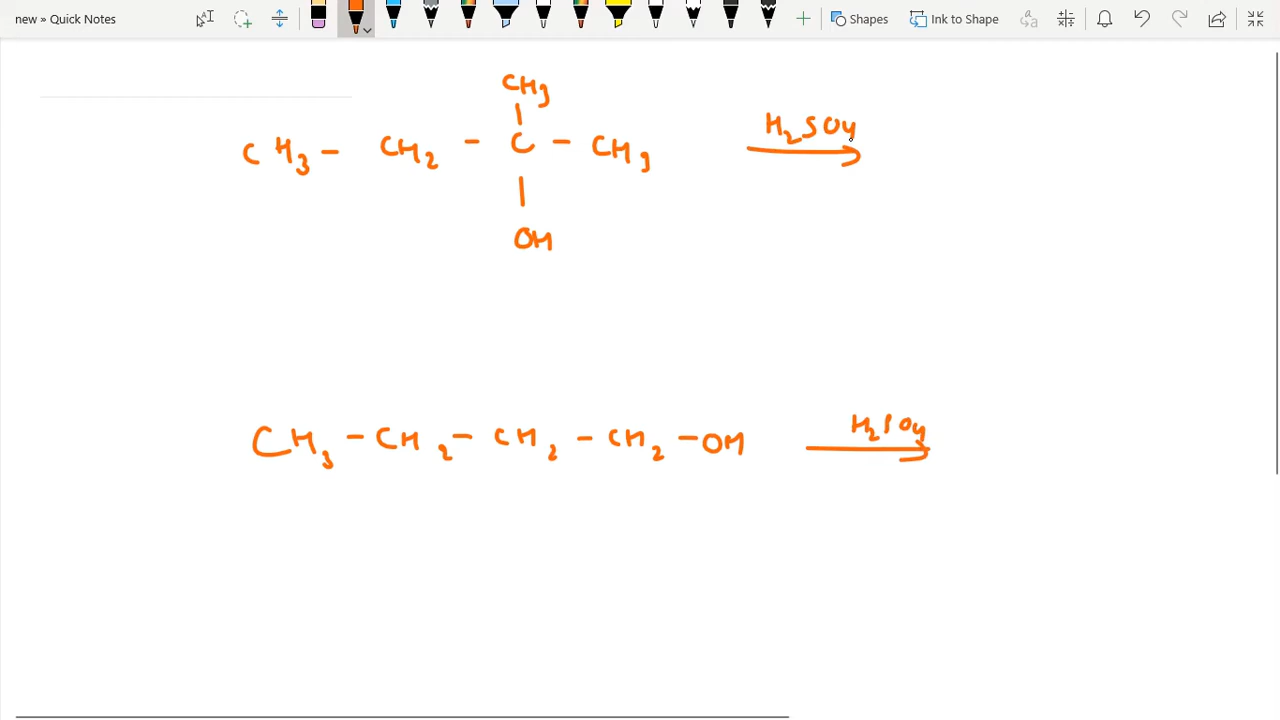 new » Quick Notes
Shapes
Ink to Shape
CH3
CH3 - CH2 - C - CH3
H2SO4
OH
CH3 - CH2 - CH2 - CH2 - OH
H2SO4